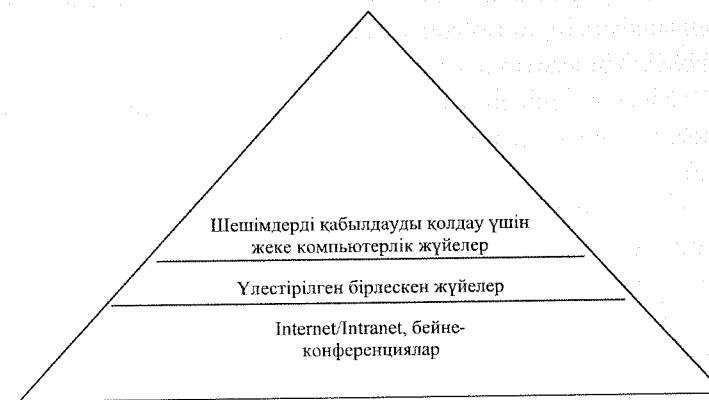 Шешімдерді қабылдауды қолдау үшін
жеке компьютерлік жүйелер
Үлестірілген бірлескен жүйелер
Internet/Intranet, бейне-
конференциялар